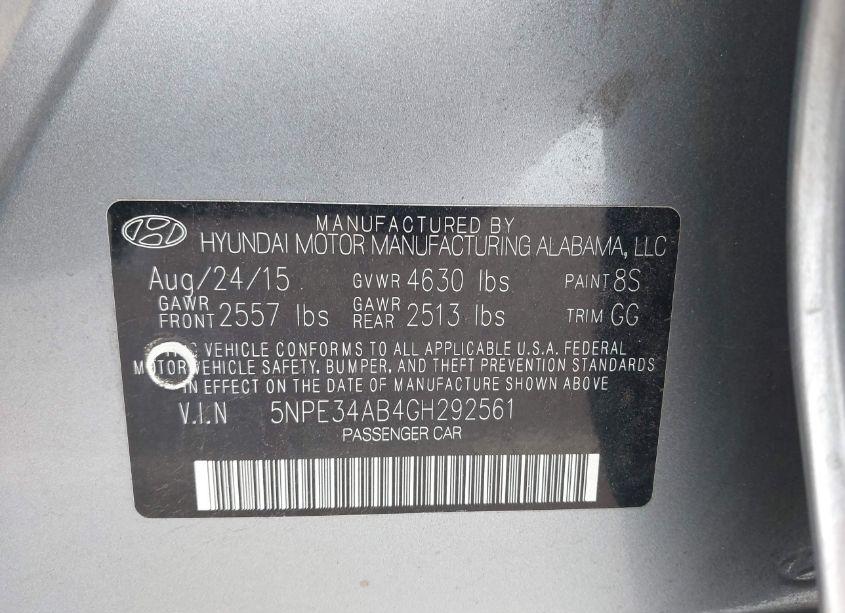 MANUFACTURED BY
HYUNDAI MOTOR MANUFACTURING ALABAMA, LLC
Aug/24/15 GVWR 4630 lbs PAINT 8S
GAWR FRONT 2557 lbs GAWR REAR 2513 lbs TRIM GG
VEHICLE CONFORMS TO ALL APPLICABLE U.S.A. FEDERAL
MOTOR VEHICLE SAFETY, BUMPER, AND THEFT PREVENTION STANDARDS
IN EFFECT ON THE DATE OF MANUFACTURE SHOWN ABOVE
V.I.N 5NPE34AB4GH292561
PASSENGER CAR